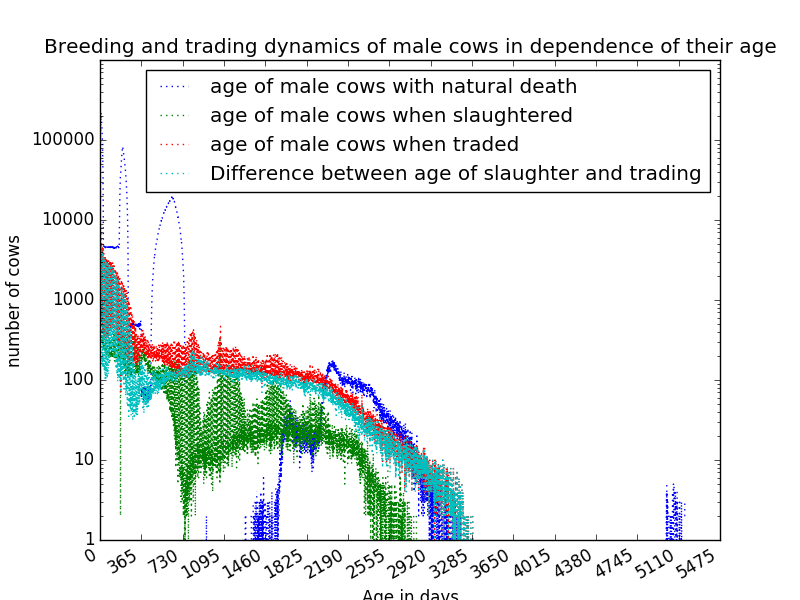 Breeding and trading dynamics of male cows in dependence of their age
age of male cows with natural death
age of male cows when slaughtered
age of male cows when traded
Difference between age of slaughter and trading
number of cows
100000
10000
1000
100
10
1
0 365 730 1095 1460 1825 2190 2555 2920 3285 3650 4015 4380 4745 5110 5475
Age in days